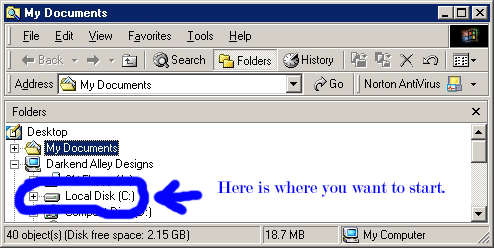 My Documents
File Edit View Favorites Tools Help
Back Search Folders History
Address My Documents Go Norton AntiVirus
Folders
Desktop
My Documents
Darkend Alley Designs
Local Disk (C:)
Here is where you want to start.
40 object(s) (Disk free space: 2.15 GB) 18.7 MB My Computer